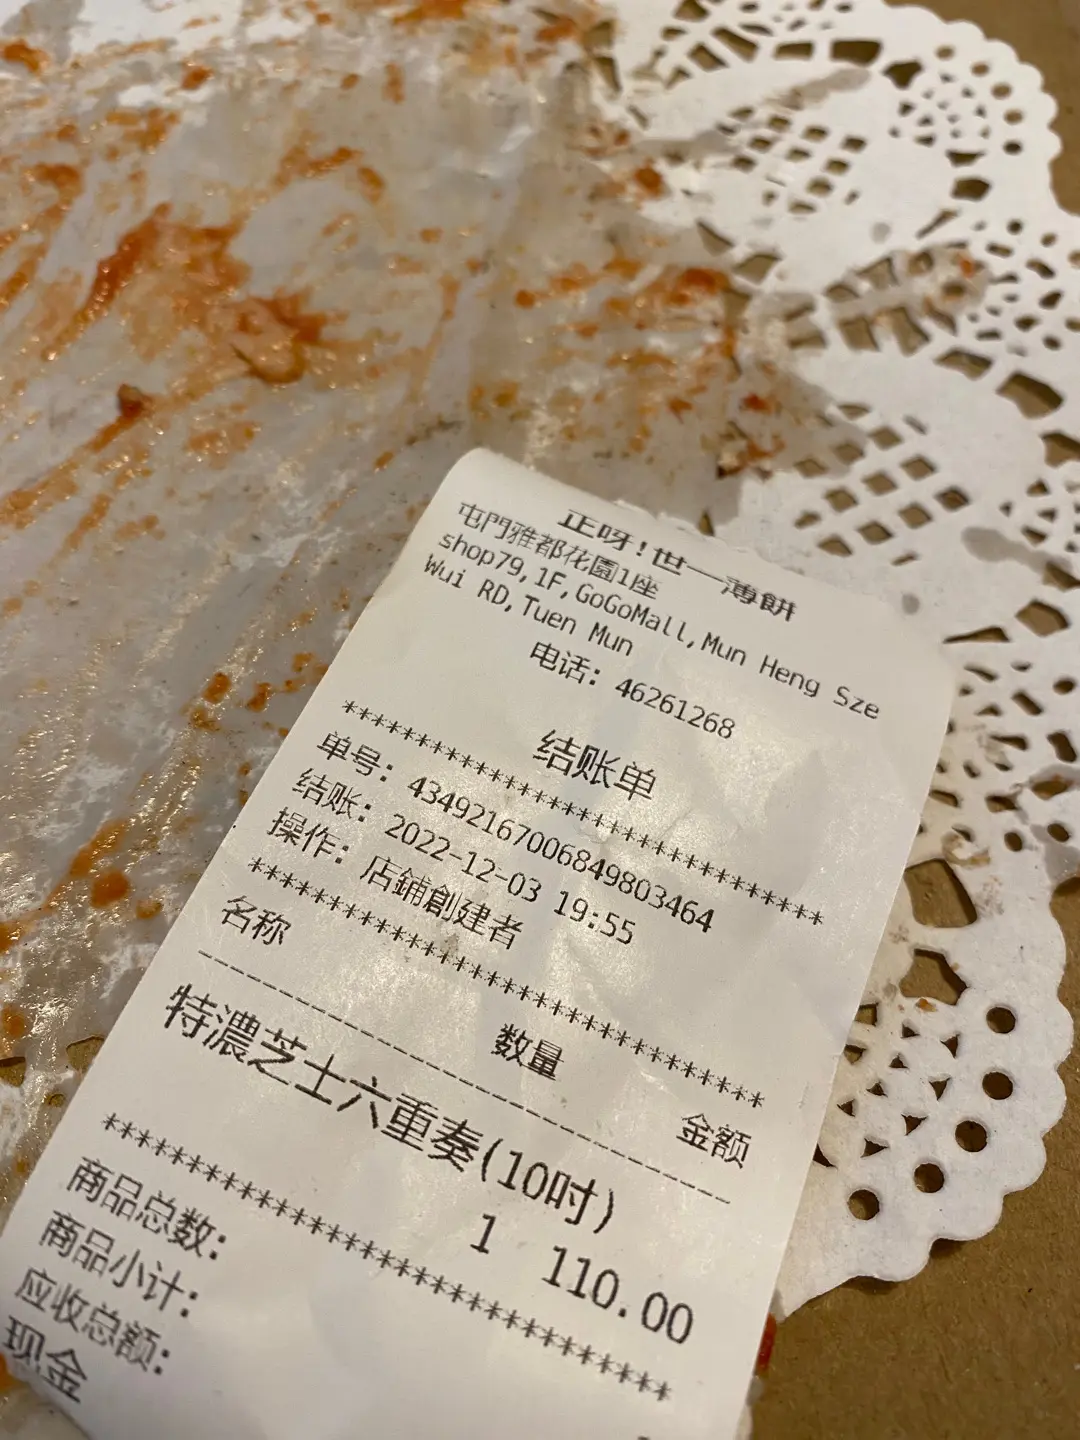 正呀!世一薄餅
屯門雅都花園1座
shop79,1F,GoGoMall,Mun Heng Sze
Wui RD,Tuen Mun
电话: 46261268
结账单
************************************
单号: 43492167006849803464
结账: 2022-12-03 19:55
操作: 店鋪創建者
************************************
名称 数量 金额
------------------------------------
特濃芝士六重奏(10吋)
1 110.00
************************************
商品总数:
商品小计:
应收总额:
现金